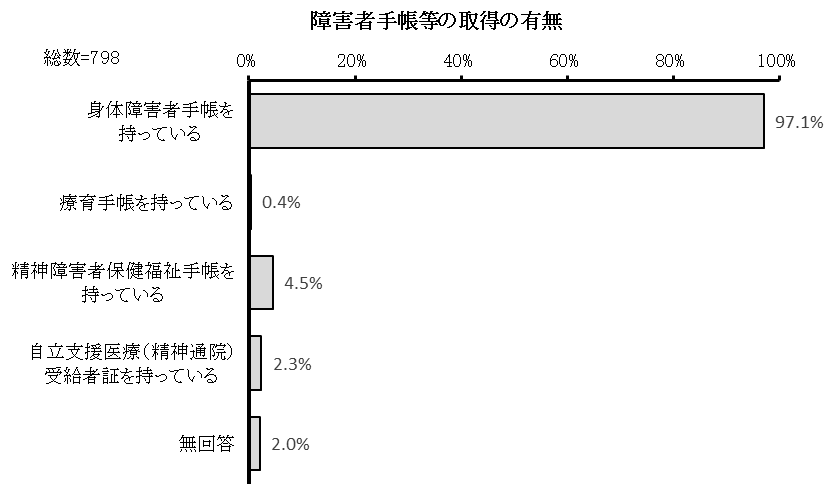 障害者手帳等の取得の有無
総数=798
0%
20%
40%
60%
80%
100%
身体障害者手帳を
持っている
97.1%
療育手帳を持っている
0.4%
精神障害者保健福祉手帳を
持っている
4.5%
自立支援医療（精神通院）
受給者証を持っている
2.3%
無回答
2.0%